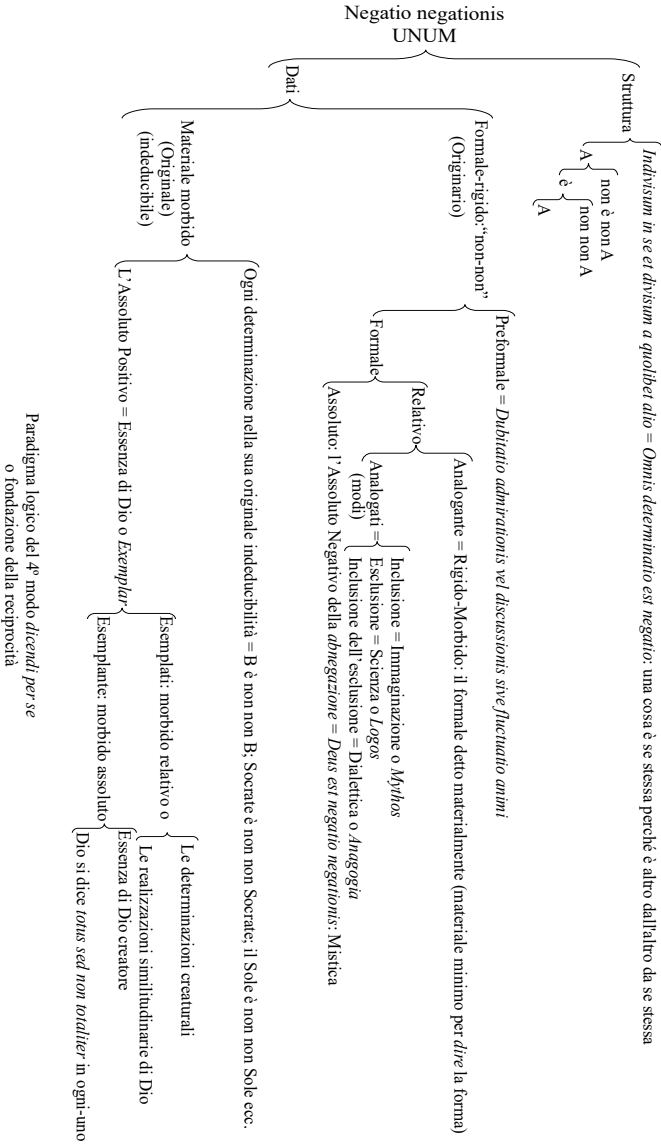 Negatio negationis
UNUM
Struttura
Indivisum in se et divisum a quolibet alio = Omnis determinatio est negatio: una cosa è se stessa perché è altro dall'altro da se stessa
A
non è non A
è
non non A
A
Dati
Formale-rigido:“non-non”
(Originario)
Preformale = Dubitatio admirationis vel discussionis sive fluctuatio animi
Formale
Relativo
Analogante = Rigido-Morbido: il formale detto materialmente (materiale minimo per dire la forma)
Analogati =
(modi)
Inclusione = Immaginazione o Mythos
Esclusione = Scienza o Logos
Inclusione dell’esclusione = Dialettica o Anagogia
Assoluto: l’Assoluto Negativo della abnegazione = Deus est negatio negationis: Mistica
Materiale morbido
(Originale)
(indeducibile)
Ogni determinazione nella sua originale indeducibilità = B è non non B; Socrate è non non Socrate; il Sole è non non Sole ecc.
L’Assoluto Positivo = Essenza di Dio o Exemplar
Esemplati: morbido relativo o
Le determinazioni creaturali
Le realizzazioni similitudinarie di Dio
Esemplante: morbido assoluto
Essenza di Dio creatore
Dio si dice totus sed non totaliter in ogni-uno
Paradigma logico del 4° modo dicendi per se
o fondazione della reciprocità